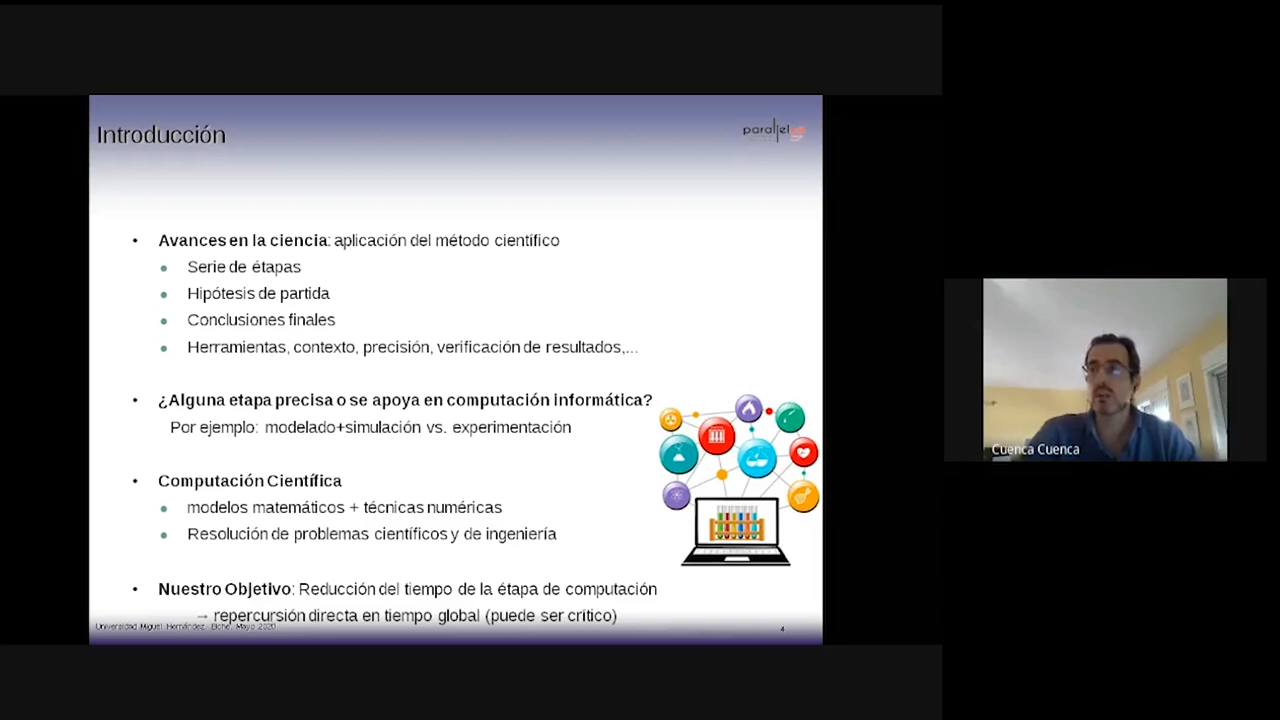 Introducción
parallel
• Avances en la ciencia: aplicación del método científico
• Serie de étapas
• Hipótesis de partida
• Conclusiones finales
• Herramientas, contexto, precisión, verificación de resultados,...
• ¿Alguna etapa precisa o se apoya en computación informática?
Por ejemplo: modelado+simulación vs. experimentación
• Computación Científica
• modelos matemáticos + técnicas numéricas
• Resolución de problemas científicos y de ingeniería
• Nuestro Objetivo: Reducción del tiempo de la étapa de computación
→ repercursión directa en tiempo global (puede ser crítico)
Universidad Miguel Hernández. Elche. Mayo 2020
4
Cuenca Cuenca